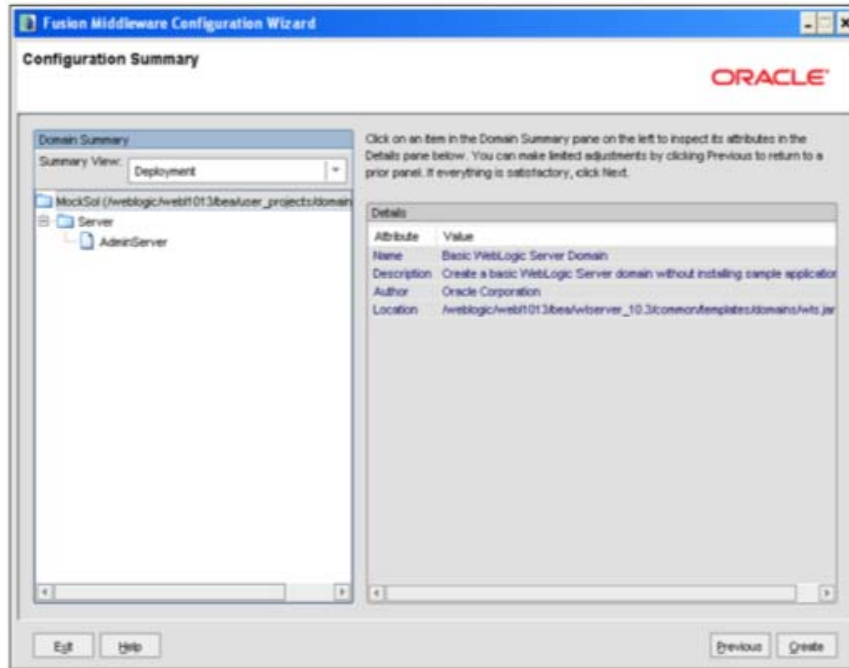 Fusion Middleware Configuration Wizard
Configuration Summary
ORACLE
Domain Summary
Summary View: Deployment
MockSol (/weblogic/webl1013/bea/user_projects/domain
Server
AdminServer
Click on an item in the Domain Summary pane on the left to inspect its attributes in the
Details pane below. You can make limited adjustments by clicking Previous to return to a
prior panel. If everything is satisfactory, click Next.
Details
Attribute Value
Name Basic WebLogic Server Domain
Description Create a basic WebLogic Server domain without installing sample application
Author Oracle Corporation
Location /weblogic/webl1013/bea/wlserver_10.3/common/templates/domains/wls.jar
Exit Help Previous Create